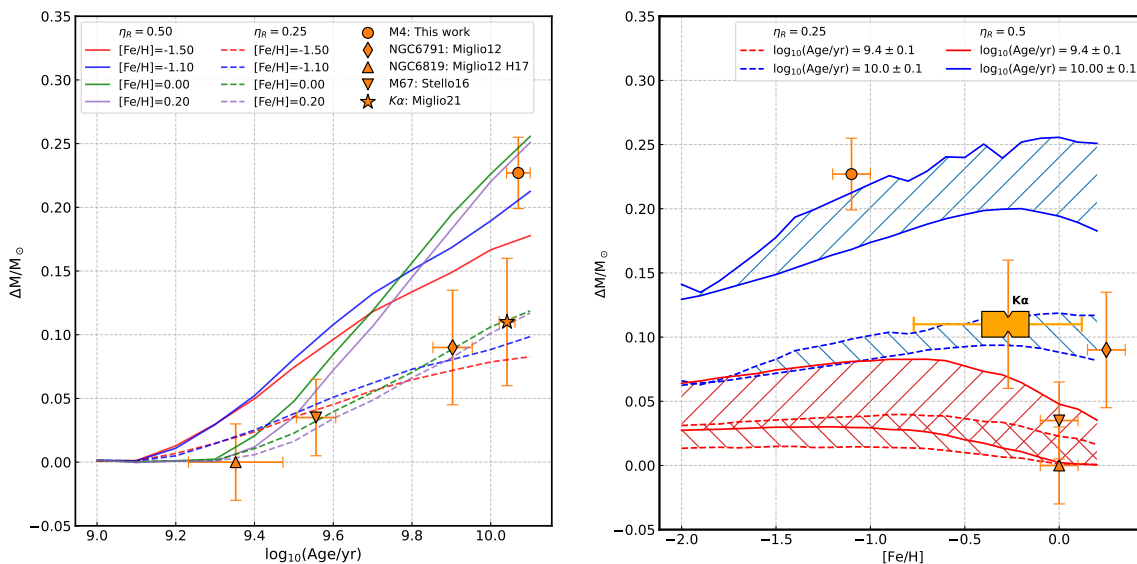 η_R = 0.50 η_R = 0.25
[Fe/H]=-1.50 [Fe/H]=-1.50
[Fe/H]=-1.10 [Fe/H]=-1.10
[Fe/H]=0.00 [Fe/H]=0.00
[Fe/H]=0.20 [Fe/H]=0.20
M4: This work
NGC6791: Miglio12
NGC6819: Miglio12 H17
M67: Stello16
Kα: Miglio21
0.35
0.30
0.25
0.20
0.15
0.10
0.05
0.00
−0.05
ΔM/M⊙
9.0 9.2 9.4 9.6 9.8 10.0
log₁₀(Age/yr)
η_R = 0.25 η_R = 0.5
log₁₀(Age/yr) = 9.4 ± 0.1 log₁₀(Age/yr) = 9.4 ± 0.1
log₁₀(Age/yr) = 10.0 ± 0.1 log₁₀(Age/yr) = 10.00 ± 0.1
0.35
0.30
0.25
0.20
0.15
0.10
0.05
0.00
−0.05
ΔM/M⊙
Kα
−2.0 −1.5 −1.0 −0.5 0.0
[Fe/H]